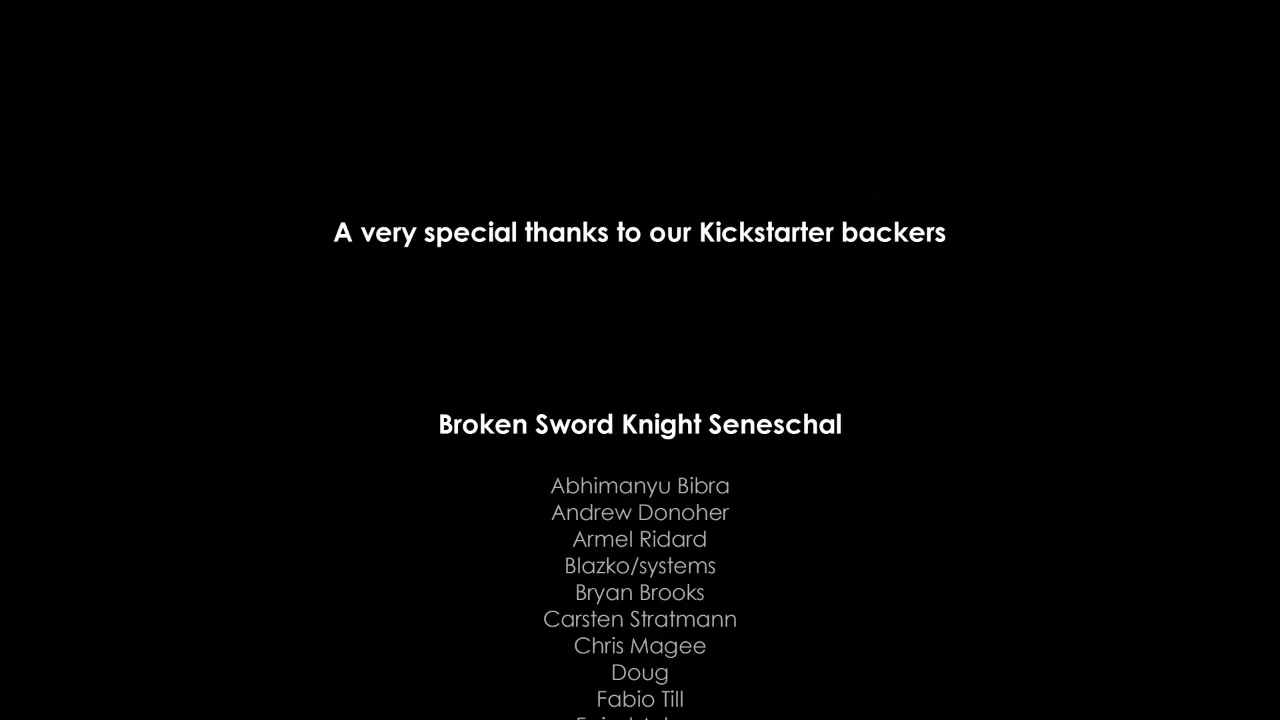 A very special thanks to our Kickstarter backers
Broken Sword Knight Seneschal
Abhimanyu Bibra
Andrew Donoher
Armel Ridard
Blazko/systems
Bryan Brooks
Carsten Stratmann
Chris Magee
Doug
Fabio Till